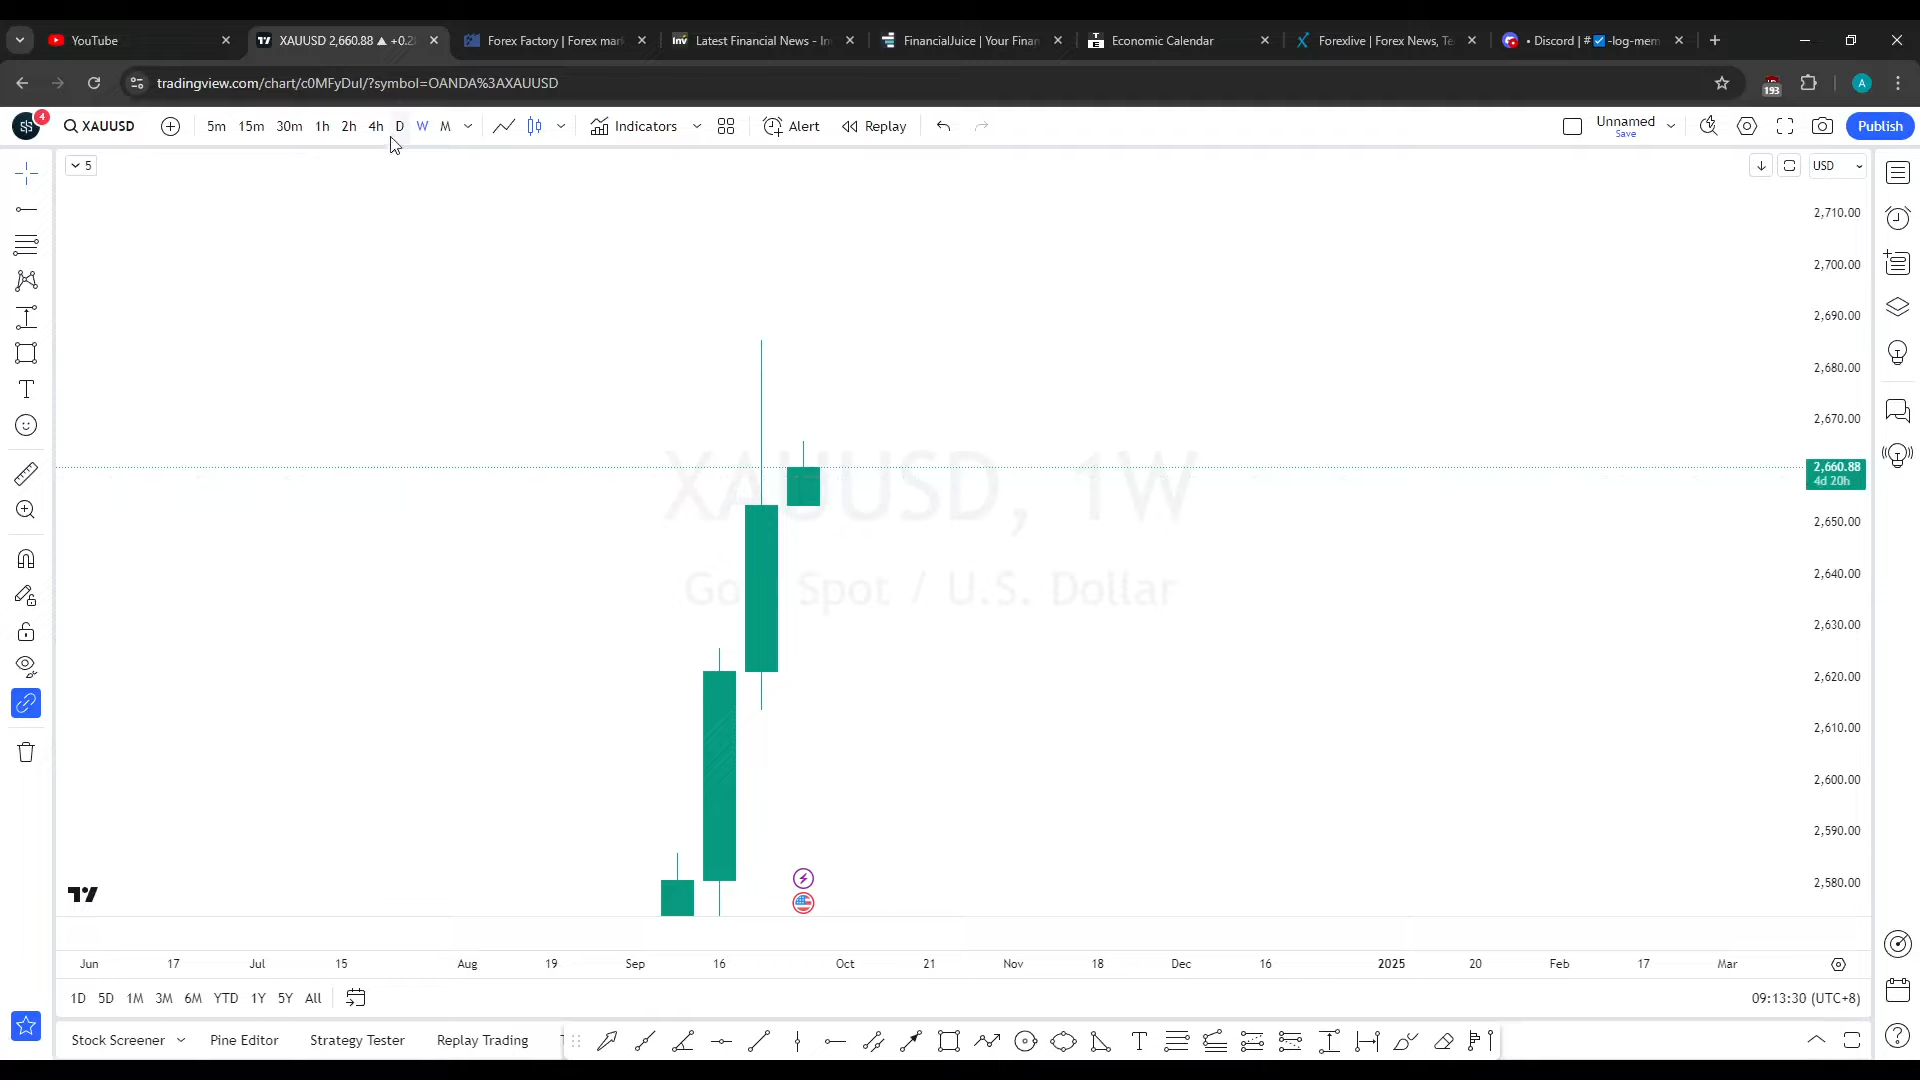 YouTube
XAUUSD 2,660.88 ▲ +0.2
Forex Factory | Forex mar
Inv
Latest Financial News - In
FinancialJuice | Your Finan
Economic Calendar
Forexlive | Forex News, Te
• Discord | #✅-log-mem
tradingview.com/chart/c0MFyDuI/?symbol=OANDA%3AXAUUSD
193
A
4
XAUUSD
5m 15m 30m 1h 2h 4h D W M
Indicators
Alert
Replay
Unnamed
Save
Publish
5
USD
2,710.00
2,700.00
2,690.00
2,680.00
2,670.00
2,660.88
4d 20h
2,650.00
2,640.00
2,630.00
2,620.00
2,610.00
2,600.00
2,590.00
2,580.00
XAUUSD, 1W
Gold Spot / U.S. Dollar
Jun 17 Jul 15 Aug 19 Sep 16 Oct 21 Nov 18 Dec 16 2025 20 Feb 17 Mar
1D 5D 1M 3M 6M YTD 1Y 5Y All
09:13:30 (UTC+8)
Stock Screener
Pine Editor
Strategy Tester
Replay Trading